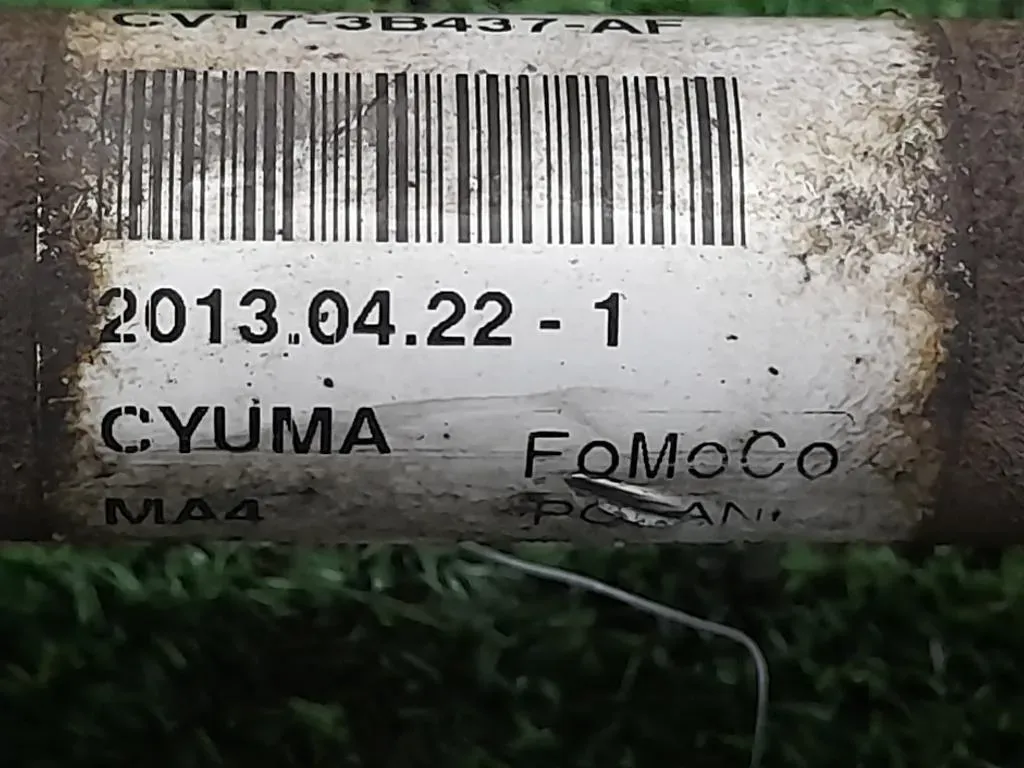 CV17-3B437-AF
2013.04.22 - 1
CYUMA
FoMoCo
MA4